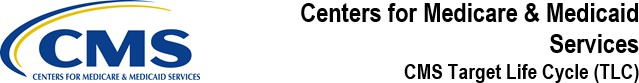 CMS
CENTERS FOR MEDICARE & MEDICAID SERVICES
Centers for Medicare & Medicaid
Services
CMS Target Life Cycle (TLC)